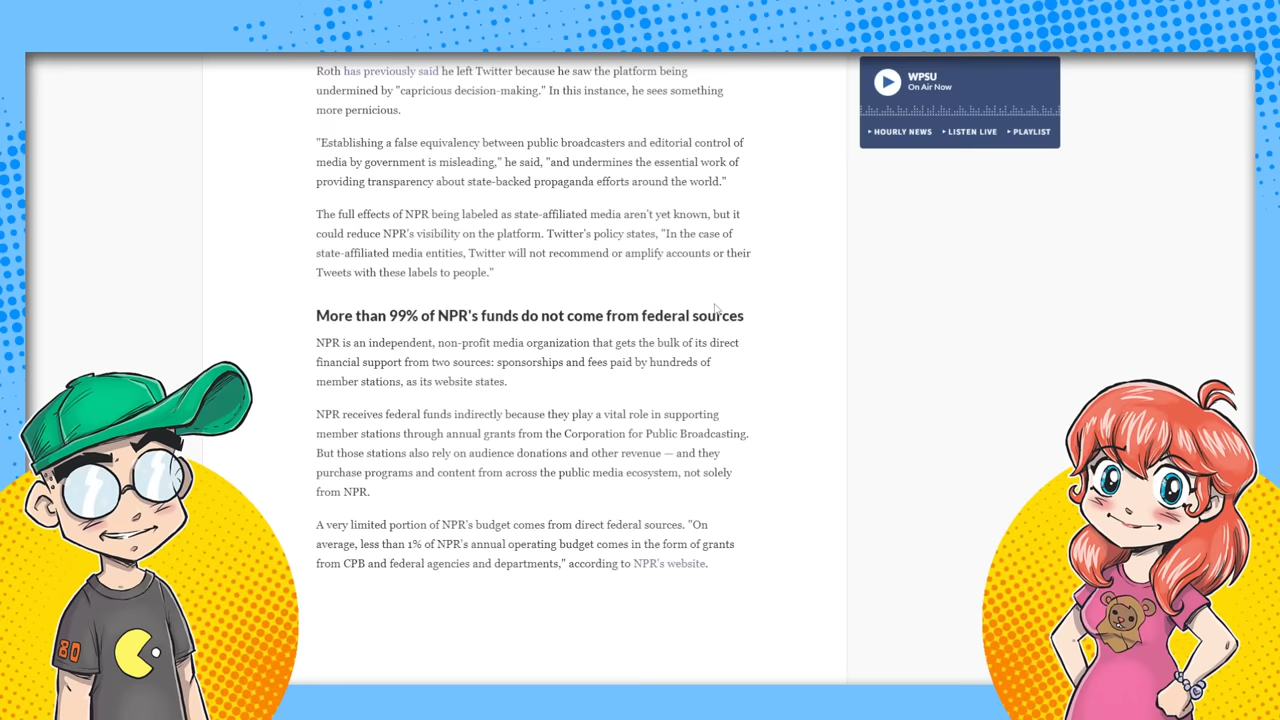 Roth has previously said he left Twitter because he saw the platform being
undermined by "capricious decision-making." In this instance, he sees something
more pernicious.
"Establishing a false equivalency between public broadcasters and editorial control of
media by government is misleading," he said, "and undermines the essential work of
providing transparency about state-backed propaganda efforts around the world."
The full effects of NPR being labeled as state-affiliated media aren't yet known, but it
could reduce NPR's visibility on the platform. Twitter's policy states, "In the case of
state-affiliated media entities, Twitter will not recommend or amplify accounts or their
Tweets with these labels to people."
More than 99% of NPR's funds do not come from federal sources
NPR is an independent, non-profit media organization that gets the bulk of its direct
financial support from two sources: sponsorships and fees paid by hundreds of
member stations, as its website states.
NPR receives federal funds indirectly because they play a vital role in supporting
member stations through annual grants from the Corporation for Public Broadcasting.
But those stations also rely on audience donations and other revenue — and they
purchase programs and content from across the public media ecosystem, not solely
from NPR.
A very limited portion of NPR's budget comes from direct federal sources. "On
average, less than 1% of NPR's annual operating budget comes in the form of grants
from CPB and federal agencies and departments," according to NPR's website.
WPSU
On Air Now
HOURLY NEWS LISTEN LIVE PLAYLIST
80